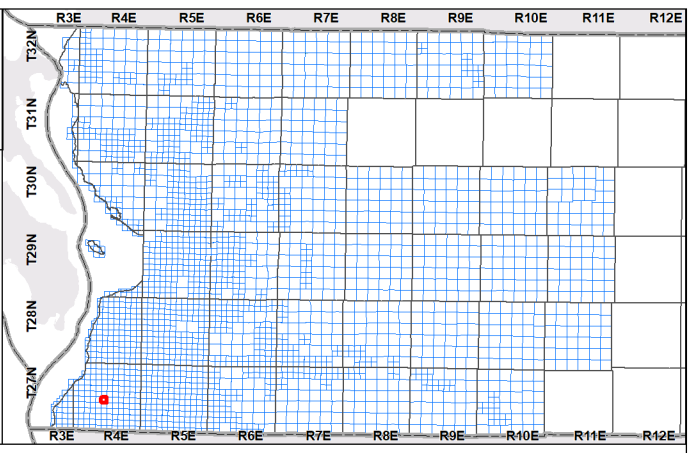 R3E R4E R5E R6E R7E R8E R9E R10E R11E R12E
T32N
T31N
T30N
T29N
T28N
T27N
R3E R4E R5E R6E R7E R8E R9E R10E R11E R12E